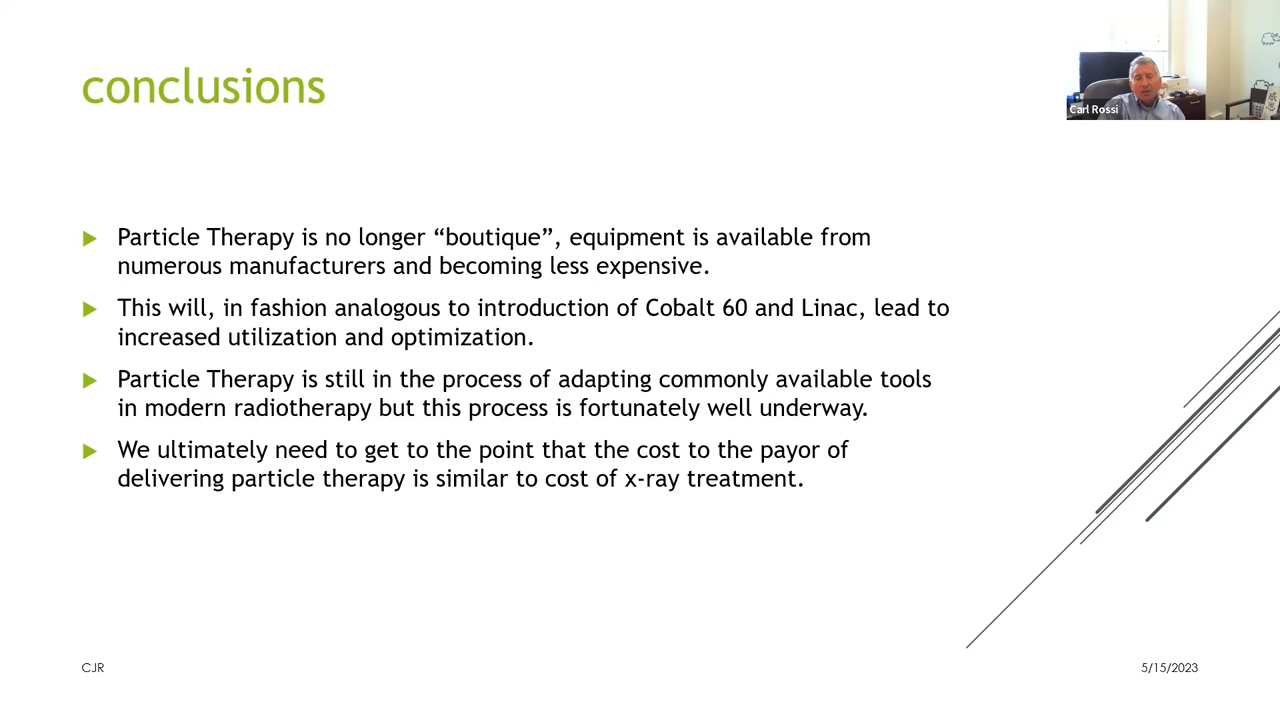 conclusions
Carl Rossi
Particle Therapy is no longer “boutique”, equipment is available from
numerous manufacturers and becoming less expensive.
This will, in fashion analogous to introduction of Cobalt 60 and Linac, lead to
increased utilization and optimization.
Particle Therapy is still in the process of adapting commonly available tools
in modern radiotherapy but this process is fortunately well underway.
We ultimately need to get to the point that the cost to the payor of
delivering particle therapy is similar to cost of x-ray treatment.
CJR
5/15/2023